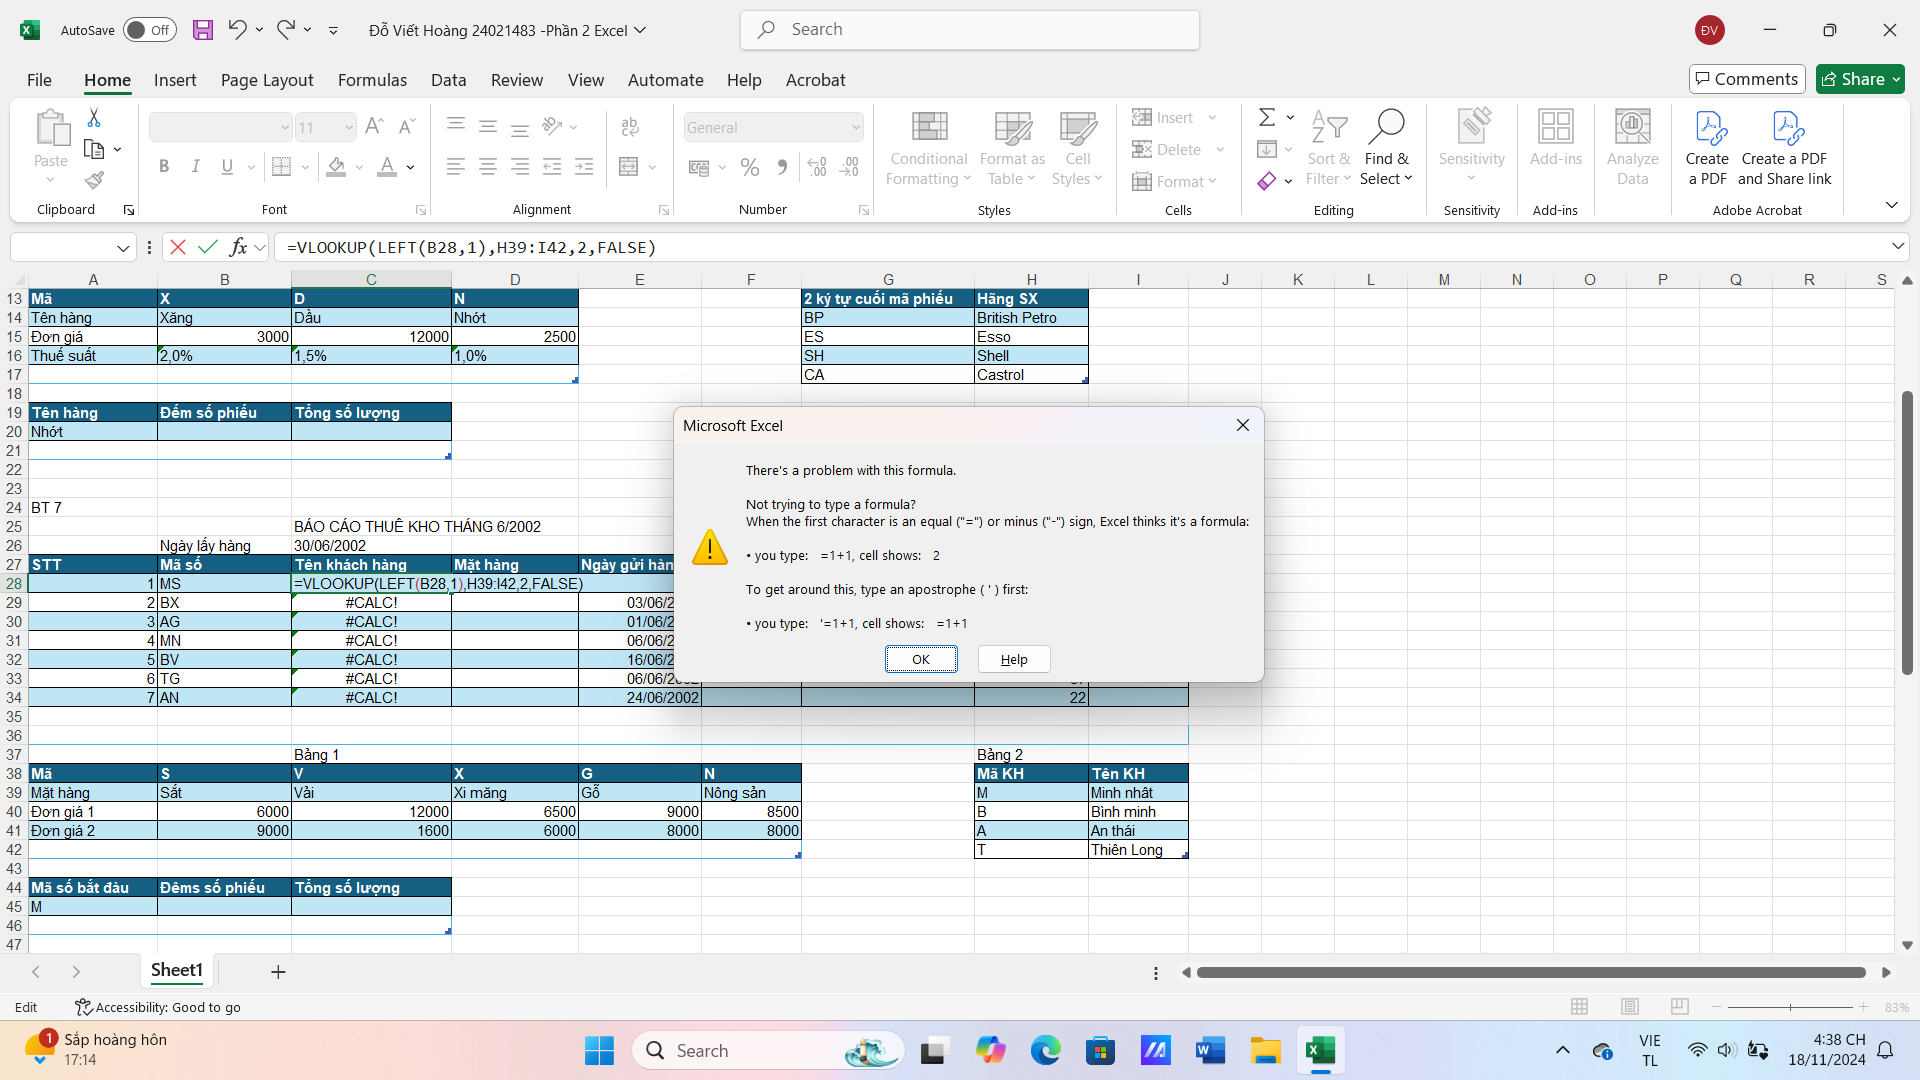 AutoSave Off Đỗ Viết Hoàng 24021483 -Phần 2 Excel Search ĐV
File Home Insert Page Layout Formulas Data Review View Automate Help Acrobat Comments Share
Paste 11 General Conditional Formatting Format as Table Cell Styles Insert Delete Format Sort & Filter Find & Select Sensitivity Add-ins Analyze Data Create a PDF Create a PDF and Share link
Clipboard Font Alignment Number Styles Cells Editing Sensitivity Add-ins Adobe Acrobat
fx =VLOOKUP(LEFT(B28,1),H39:I42,2,FALSE)
A B C D E F G H I J K L M N O P Q R S
13 Mã X D N 2 ký tự cuối mã phiếu Hãng SX
14 Tên hàng Xăng Dầu Nhớt BP British Petro
15 Đơn giá 3000 12000 2500 ES Esso
16 Thuế suất 2,0% 1,5% 1,0% SH Shell
17 CA Castrol
18
19 Tên hàng Đếm số phiếu Tổng số lượng
20 Nhớt
21
22
23
24 BT 7
25 BÁO CÁO THUÊ KHO THÁNG 6/2002
26 Ngày lấy hàng 30/06/2002
27 STT Mã số Tên khách hàng Mặt hàng Ngày gửi hàn
28 1 MS =VLOOKUP(LEFT(B28,1),H39:I42,2,FALSE)
29 2 BX #CALC! 03/06/2
30 3 AG #CALC! 01/06/2
31 4 MN #CALC! 06/06/2
32 5 BV #CALC! 16/06/2
33 6 TG #CALC! 06/06/2002
34 7 AN #CALC! 24/06/2002 22
35
36
37 Bảng 1 Bảng 2
38 Mã S V X G N Mã KH Tên KH
39 Mặt hàng Sắt Vải Xi măng Gỗ Nông sản M Minh nhât
40 Đơn giá 1 6000 12000 6500 9000 8500 B Bình minh
41 Đơn giá 2 9000 1600 6000 8000 8000 A An thái
42 T Thiên Long
43
44 Mã số bắt đàu Đêms số phiếu Tổng số lượng
45 M
46
47
Microsoft Excel
There's a problem with this formula.
Not trying to type a formula?
When the first character is an equal ("=") or minus ("-") sign, Excel thinks it's a formula:
• you type: =1+1, cell shows: 2
To get around this, type an apostrophe ( ' ) first:
• you type: '=1+1, cell shows: =1+1
OK Help
Sheet1
Edit Accessibility: Good to go 83%
1 Sắp hoàng hôn
17:14
Search
VIE
TL
4:38 CH
18/11/2024